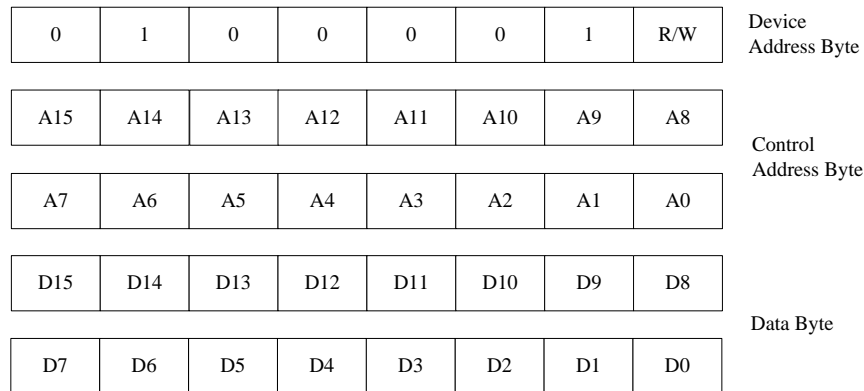 0 1 0 0 0 0 1 R/W
Device
Address Byte
A15 A14 A13 A12 A11 A10 A9 A8
Control
Address Byte
A7 A6 A5 A4 A3 A2 A1 A0
D15 D14 D13 D12 D11 D10 D9 D8
Data Byte
D7 D6 D5 D4 D3 D2 D1 D0